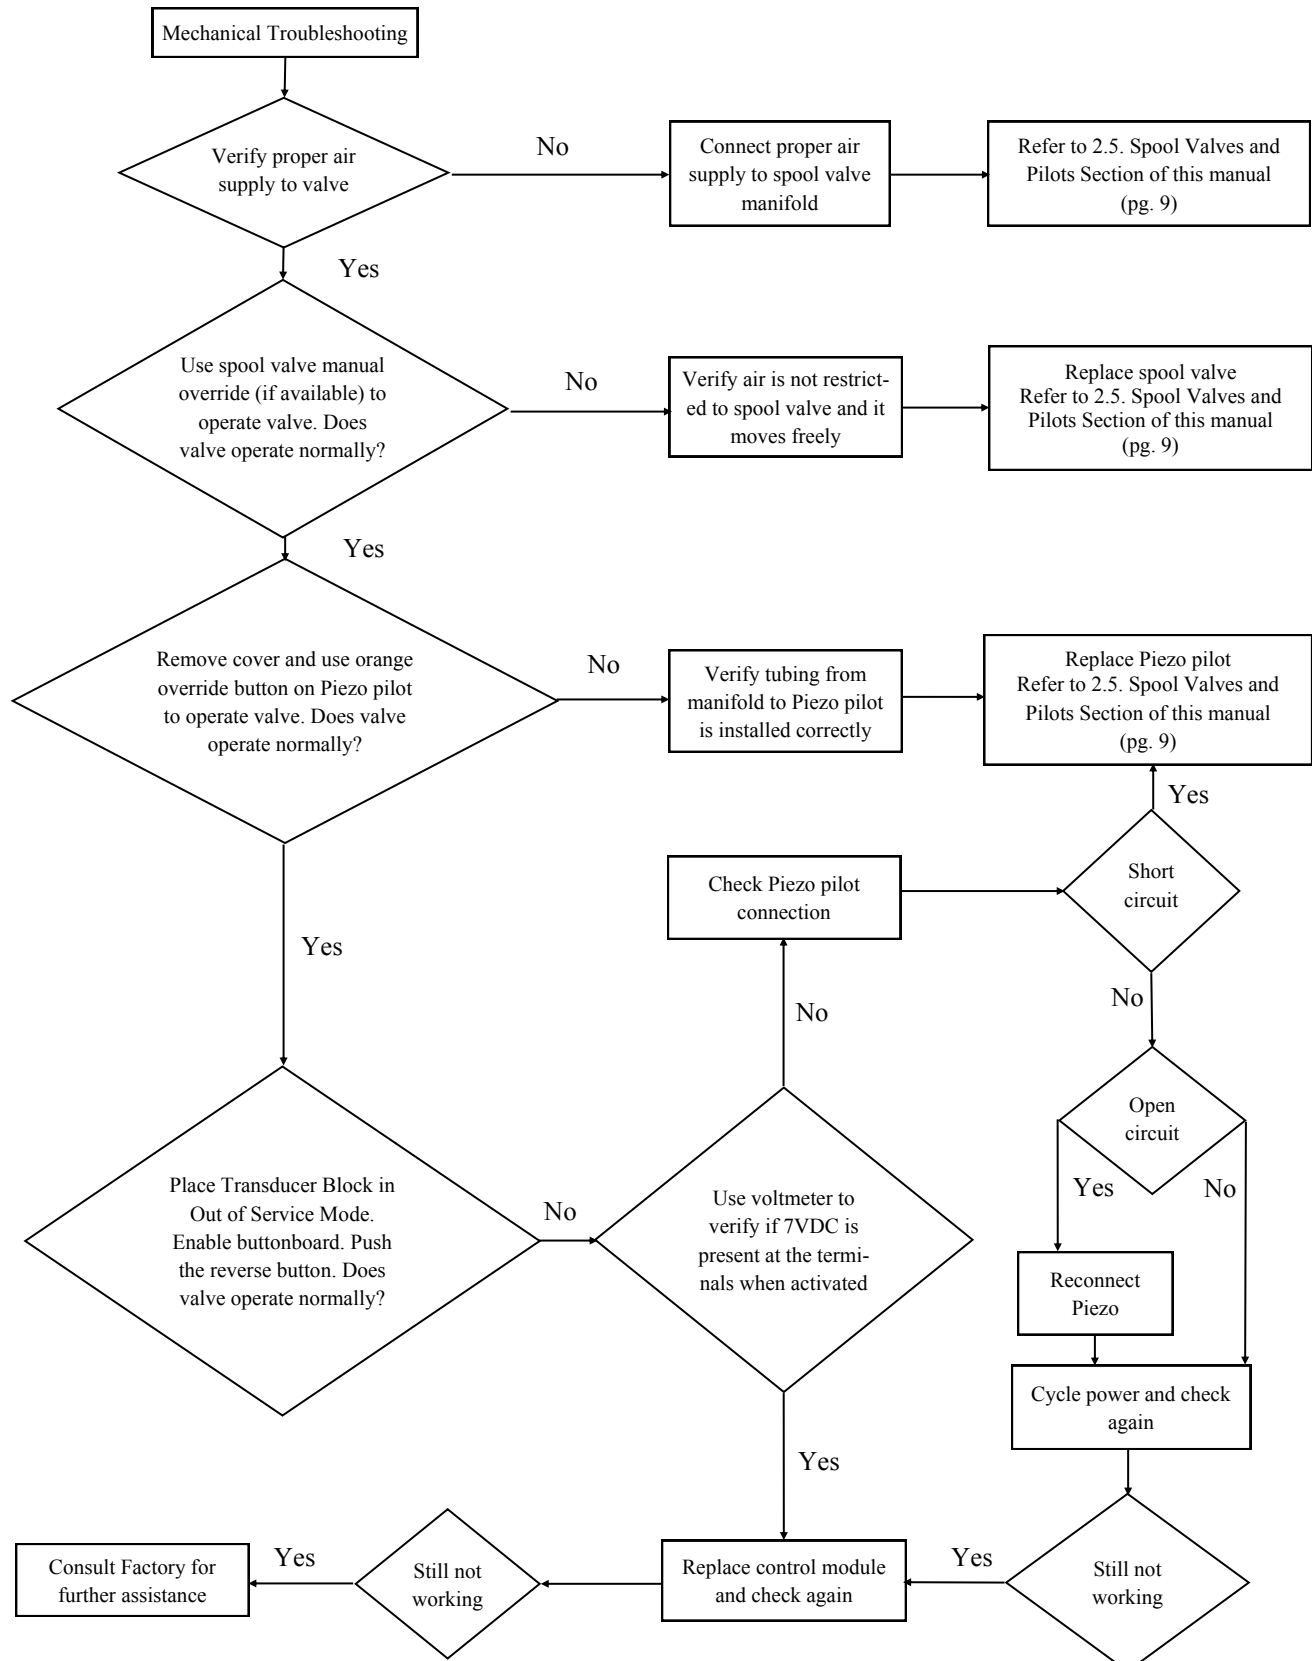 Mechanical Troubleshooting
Verify proper air
supply to valve
No
Connect proper air
supply to spool valve
manifold
Refer to 2.5. Spool Valves and
Pilots Section of this manual
(pg. 9)
Yes
Use spool valve manual
override (if available) to
operate valve. Does
valve operate normally?
No
Verify air is not restrict-
ed to spool valve and it
moves freely
Replace spool valve
Refer to 2.5. Spool Valves and
Pilots Section of this manual
(pg. 9)
Yes
Remove cover and use orange
override button on Piezo pilot
to operate valve. Does valve
operate normally?
No
Verify tubing from
manifold to Piezo pilot
is installed correctly
Replace Piezo pilot
Refer to 2.5. Spool Valves and
Pilots Section of this manual
(pg. 9)
Yes
Short
circuit
Check Piezo pilot
connection
Yes
No
No
Open
circuit
Yes
No
Place Transducer Block in
Out of Service Mode.
Enable buttonboard. Push
the reverse button. Does
valve operate normally?
No
Use voltmeter to
verify if 7VDC is
present at the termi-
nals when activated
Reconnect
Piezo
Cycle power and check
again
Yes
Consult Factory for
further assistance
Yes
Still not
working
Replace control module
and check again
Yes
Still not
working